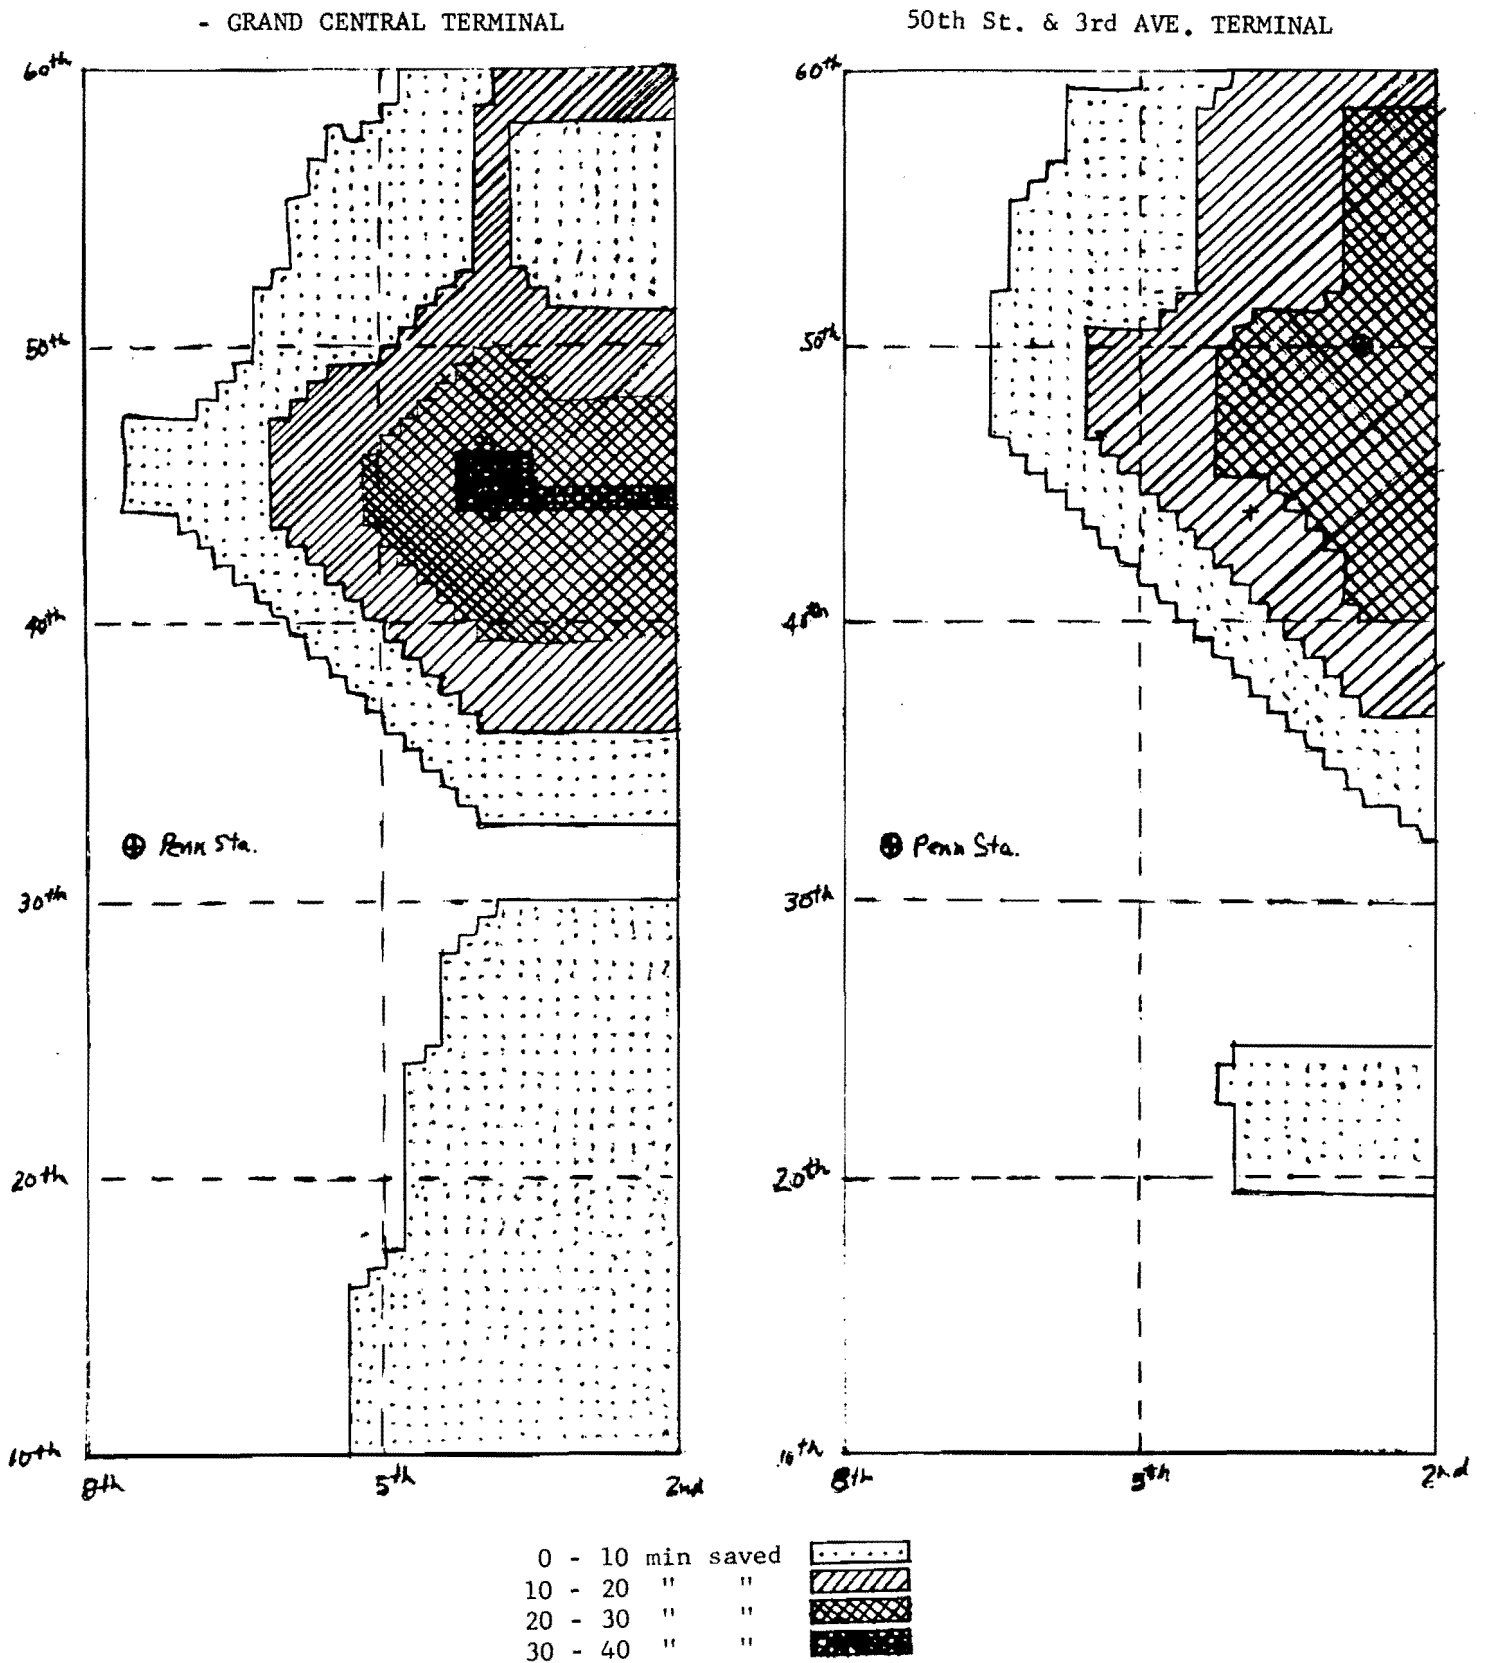 - GRAND CENTRAL TERMINAL
50th St. & 3rd AVE. TERMINAL
60th
50th
40th
Penn Sta.
30th
20th
10th
8th
5th
2nd
60th
50th
40th
Penn Sta.
30th
20th
10th
8th
5th
2nd
0 - 10 min saved
10 - 20 " "
20 - 30 " "
30 - 40 " "